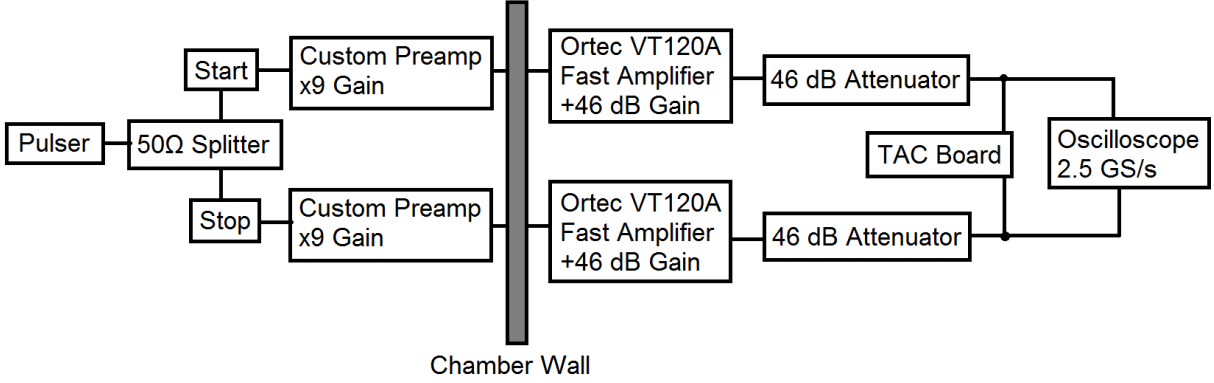 Pulser
50Ω Splitter
Start
Custom Preamp
x9 Gain
Ortec VT120A
Fast Amplifier
+46 dB Gain
46 dB Attenuator
TAC Board
Oscilloscope
2.5 GS/s
Stop
Custom Preamp
x9 Gain
Ortec VT120A
Fast Amplifier
+46 dB Gain
46 dB Attenuator
Chamber Wall